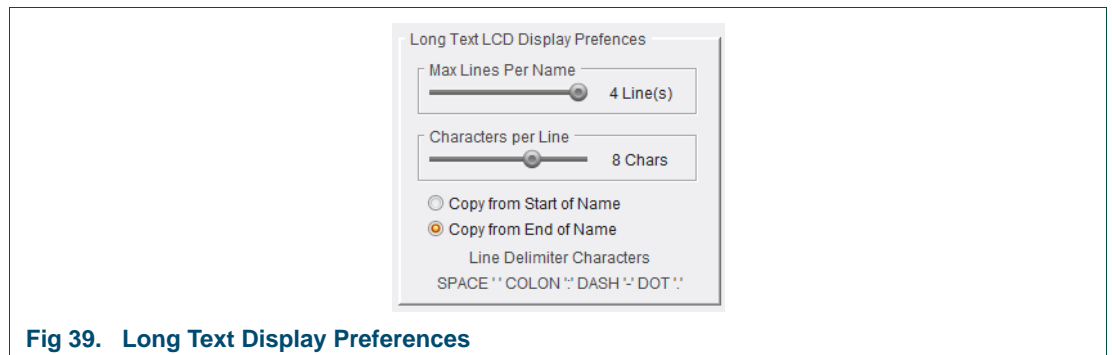 Long Text LCD Display Prefences
Max Lines Per Name
4 Line(s)
Characters per Line
8 Chars
Copy from Start of Name
Copy from End of Name
Line Delimiter Characters
SPACE ' ' COLON ':' DASH '-' DOT '.'
Fig 39. Long Text Display Preferences